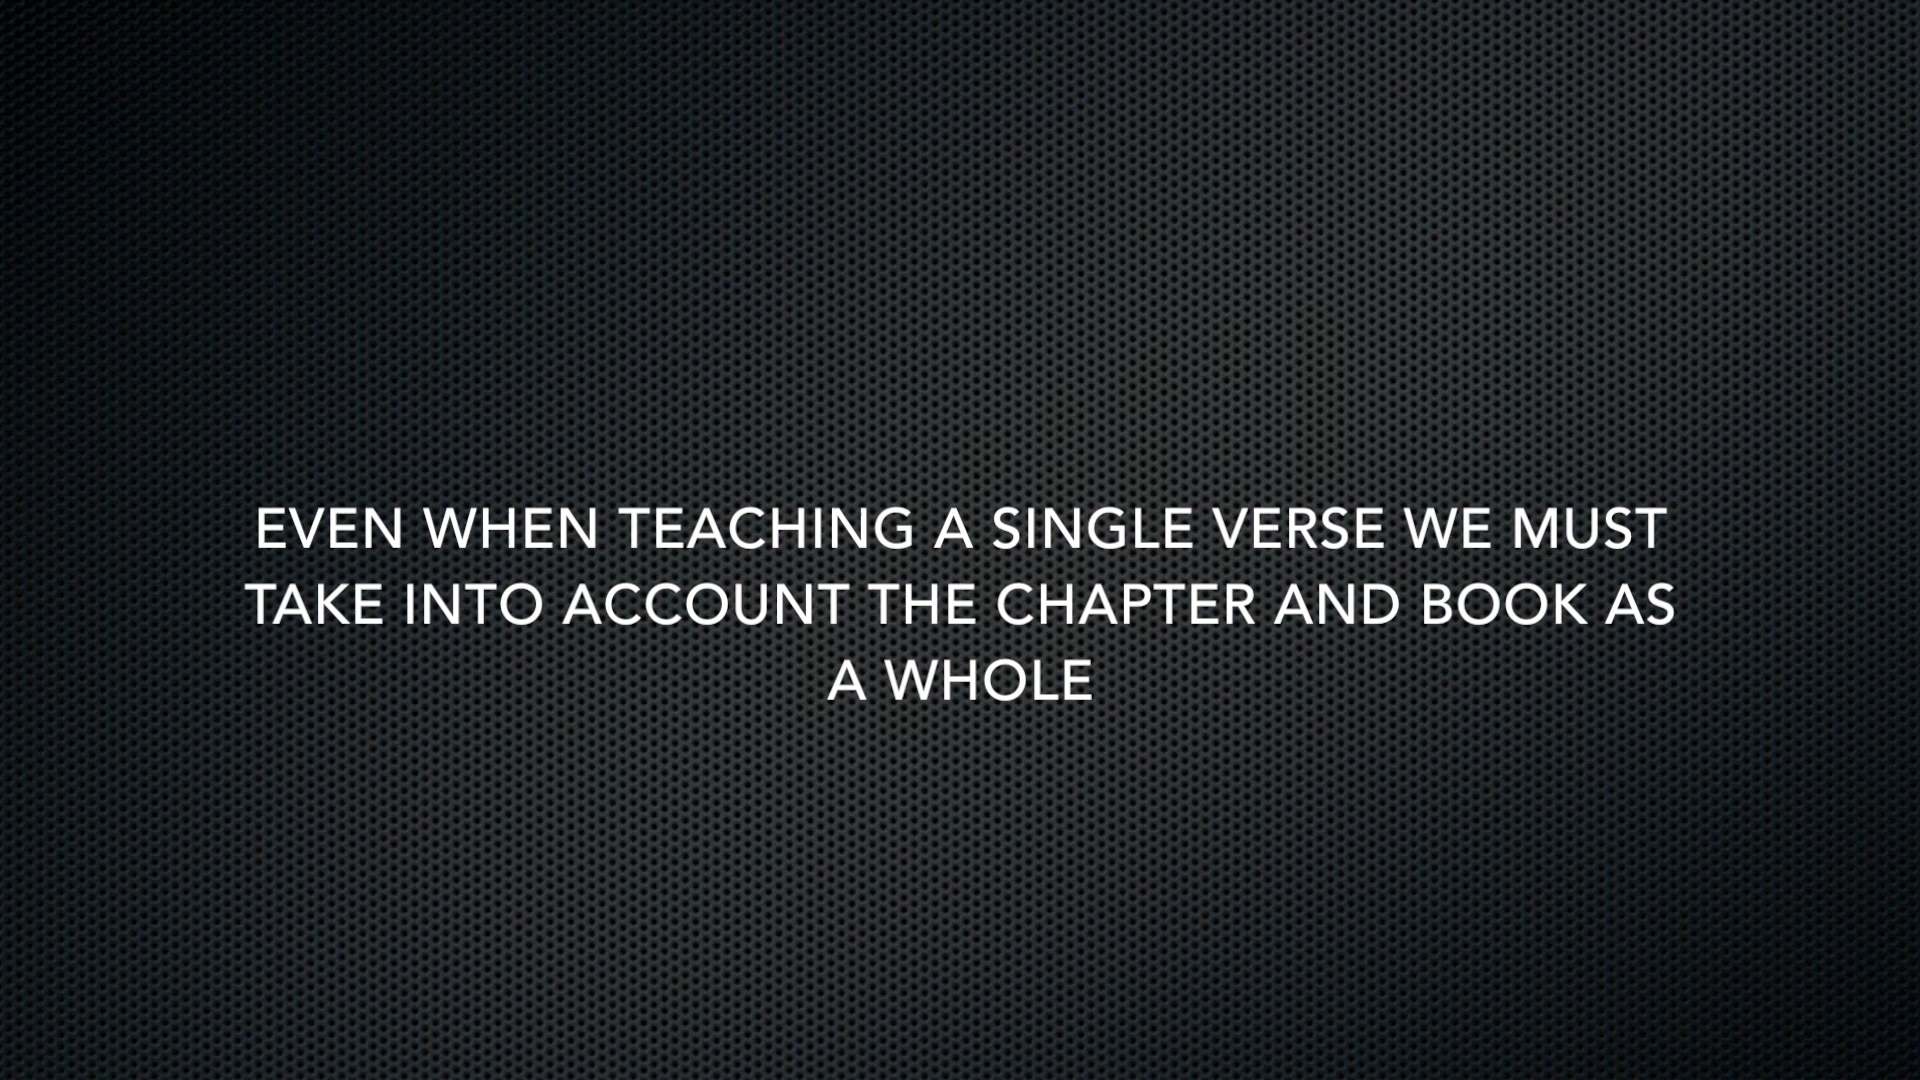 EVEN WHEN TEACHING A SINGLE VERSE WE MUST
TAKE INTO ACCOUNT THE CHAPTER AND BOOK AS
A WHOLE